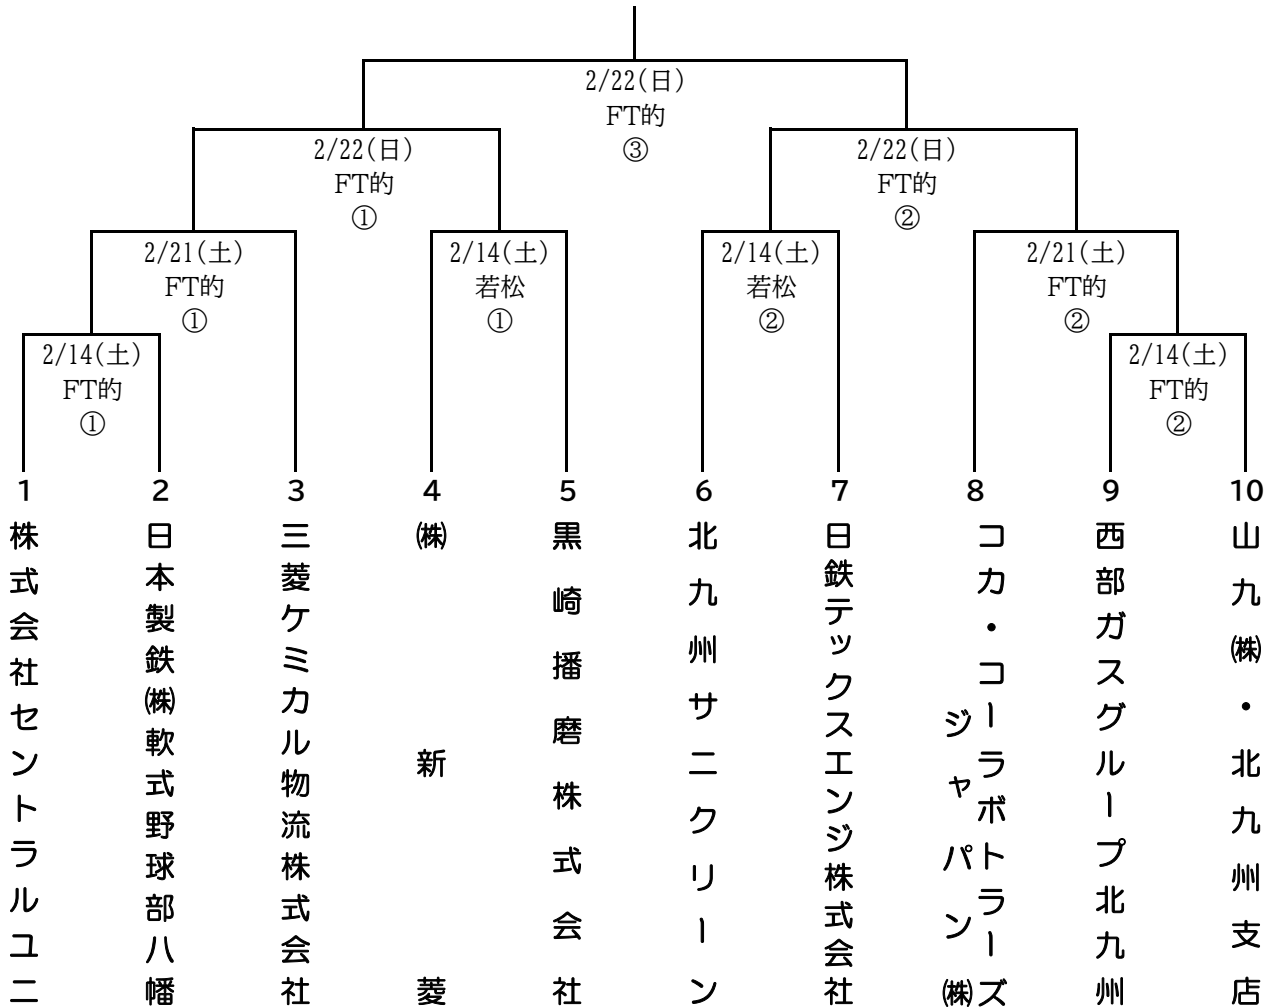 2/22(日)
FT的
③
2/22(日)
FT的
①
2/22(日)
FT的
②
2/21(土)
FT的
①
2/14(土)
若松
①
2/14(土)
若松
②
2/21(土)
FT的
②
2/14(土)
FT的
①
2/14(土)
FT的
②
1
株式会社セントラルユニ
2
日本製鉄㈱軟式野球部八幡
3
三菱ケミカル物流株式会社
4
㈱新菱
5
黒崎播磨株式会社
6
北九州サニクリーン
7
日鉄テックスエンジ株式会社
8
コカ・コーラボトラーズ
ジャパン㈱
9
西部ガスグループ北九州
10
山九㈱・北九州支店